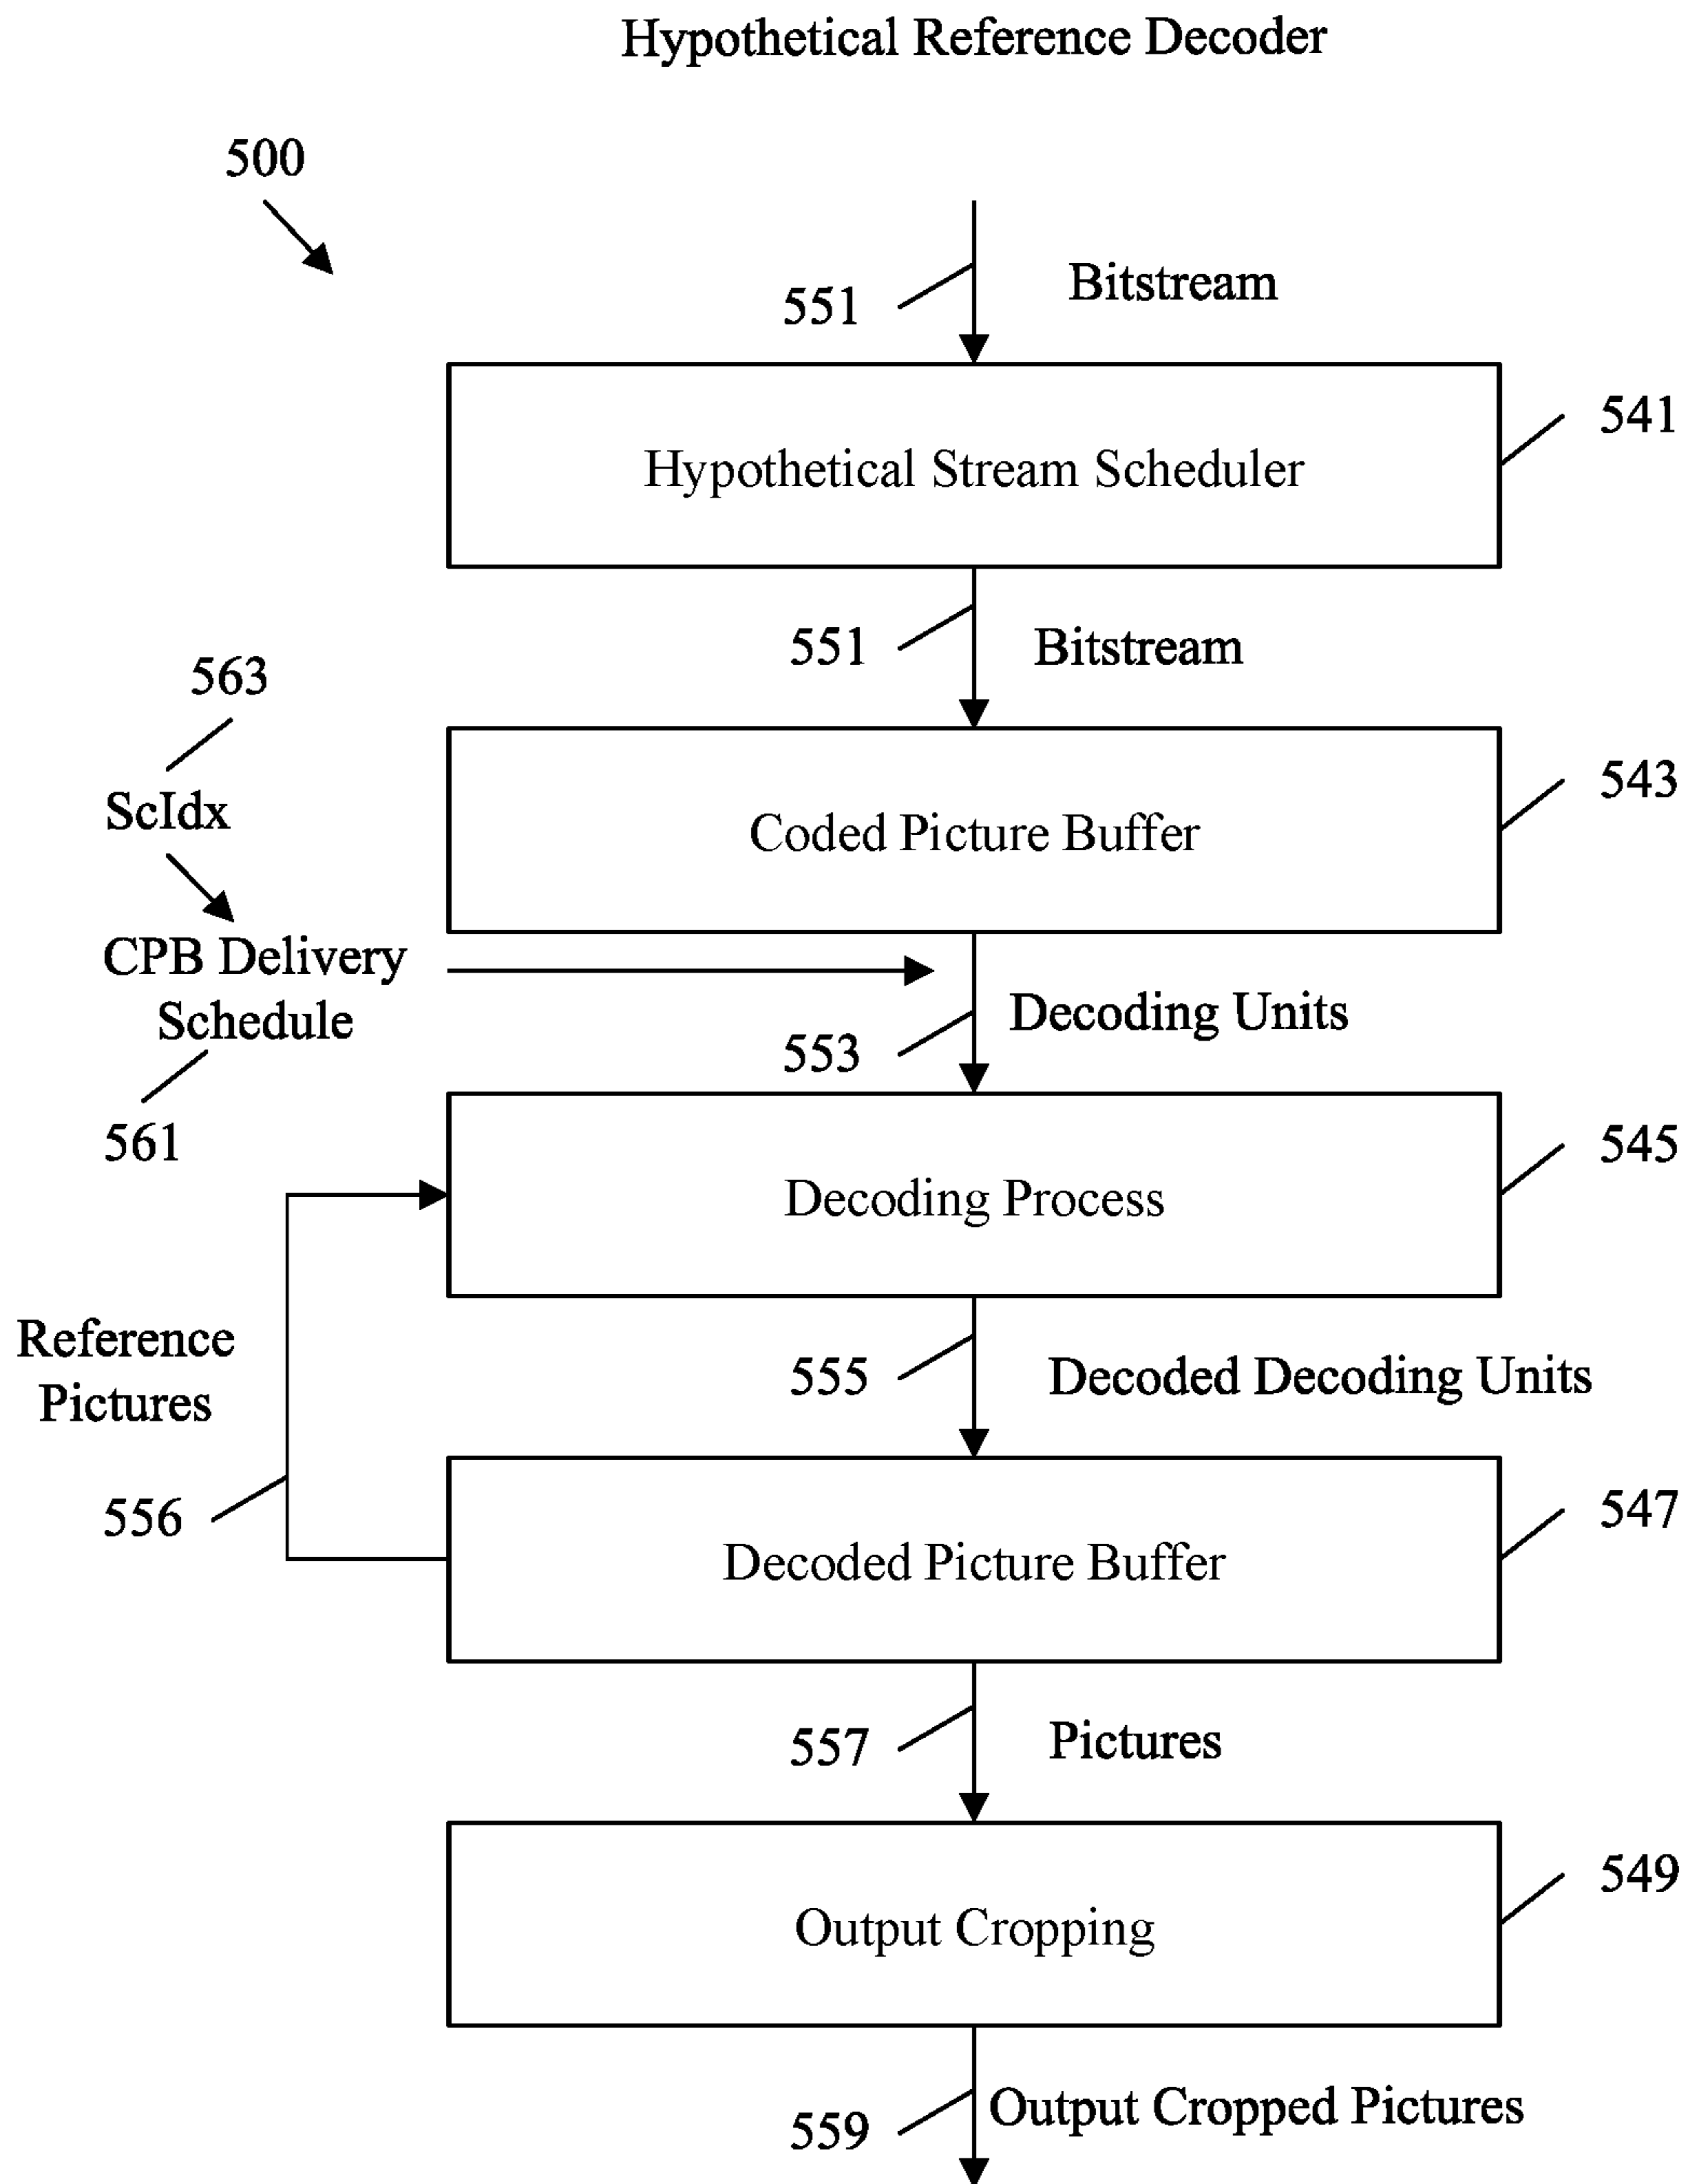 Hypothetical Reference Decoder
500
551
Bitstream
541
Hypothetical Stream Scheduler
551
Bitstream
563
ScIdx
543
Coded Picture Buffer
CPB Delivery
Schedule
561
553
Decoding Units
545
Decoding Process
Reference
Pictures
556
555
Decoded Decoding Units
547
Decoded Picture Buffer
557
Pictures
549
Output Cropping
559
Output Cropped Pictures